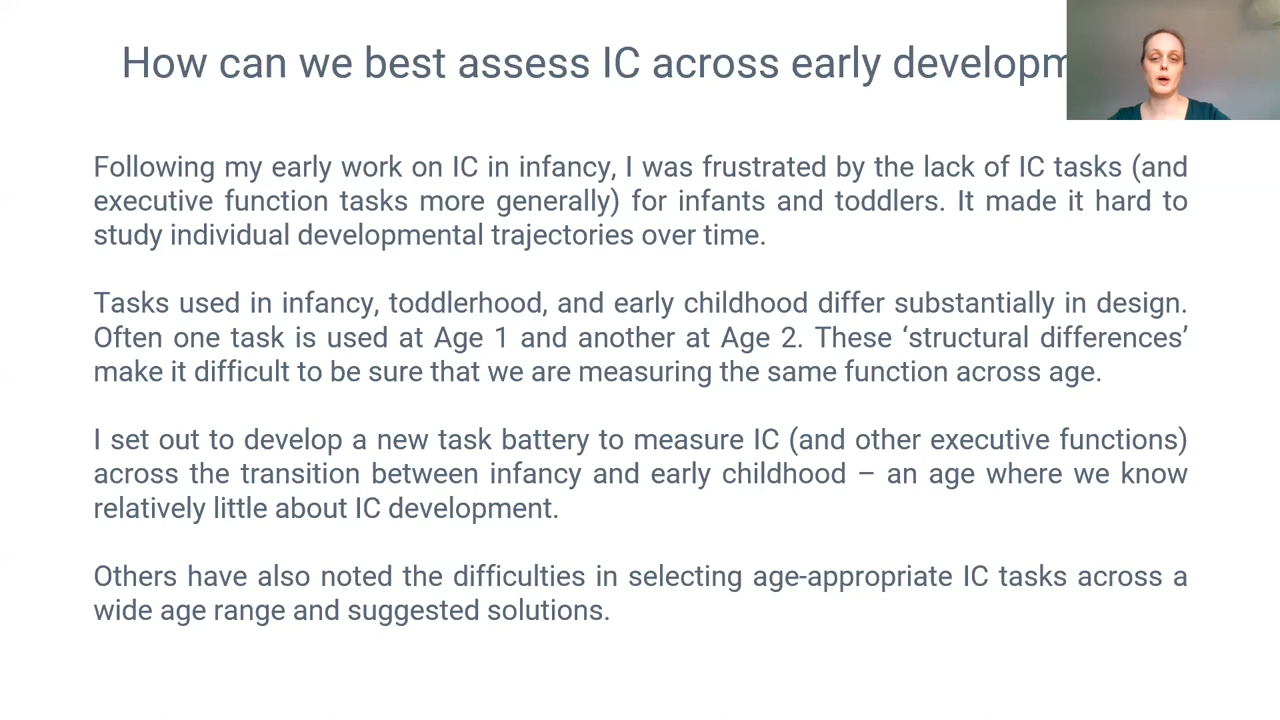 How can we best assess IC across early developm
Following my early work on IC in infancy, I was frustrated by the lack of IC tasks (and
executive function tasks more generally) for infants and toddlers. It made it hard to
study individual developmental trajectories over time.
Tasks used in infancy, toddlerhood, and early childhood differ substantially in design.
Often one task is used at Age 1 and another at Age 2. These ‘structural differences’
make it difficult to be sure that we are measuring the same function across age.
I set out to develop a new task battery to measure IC (and other executive functions)
across the transition between infancy and early childhood – an age where we know
relatively little about IC development.
Others have also noted the difficulties in selecting age-appropriate IC tasks across a
wide age range and suggested solutions.